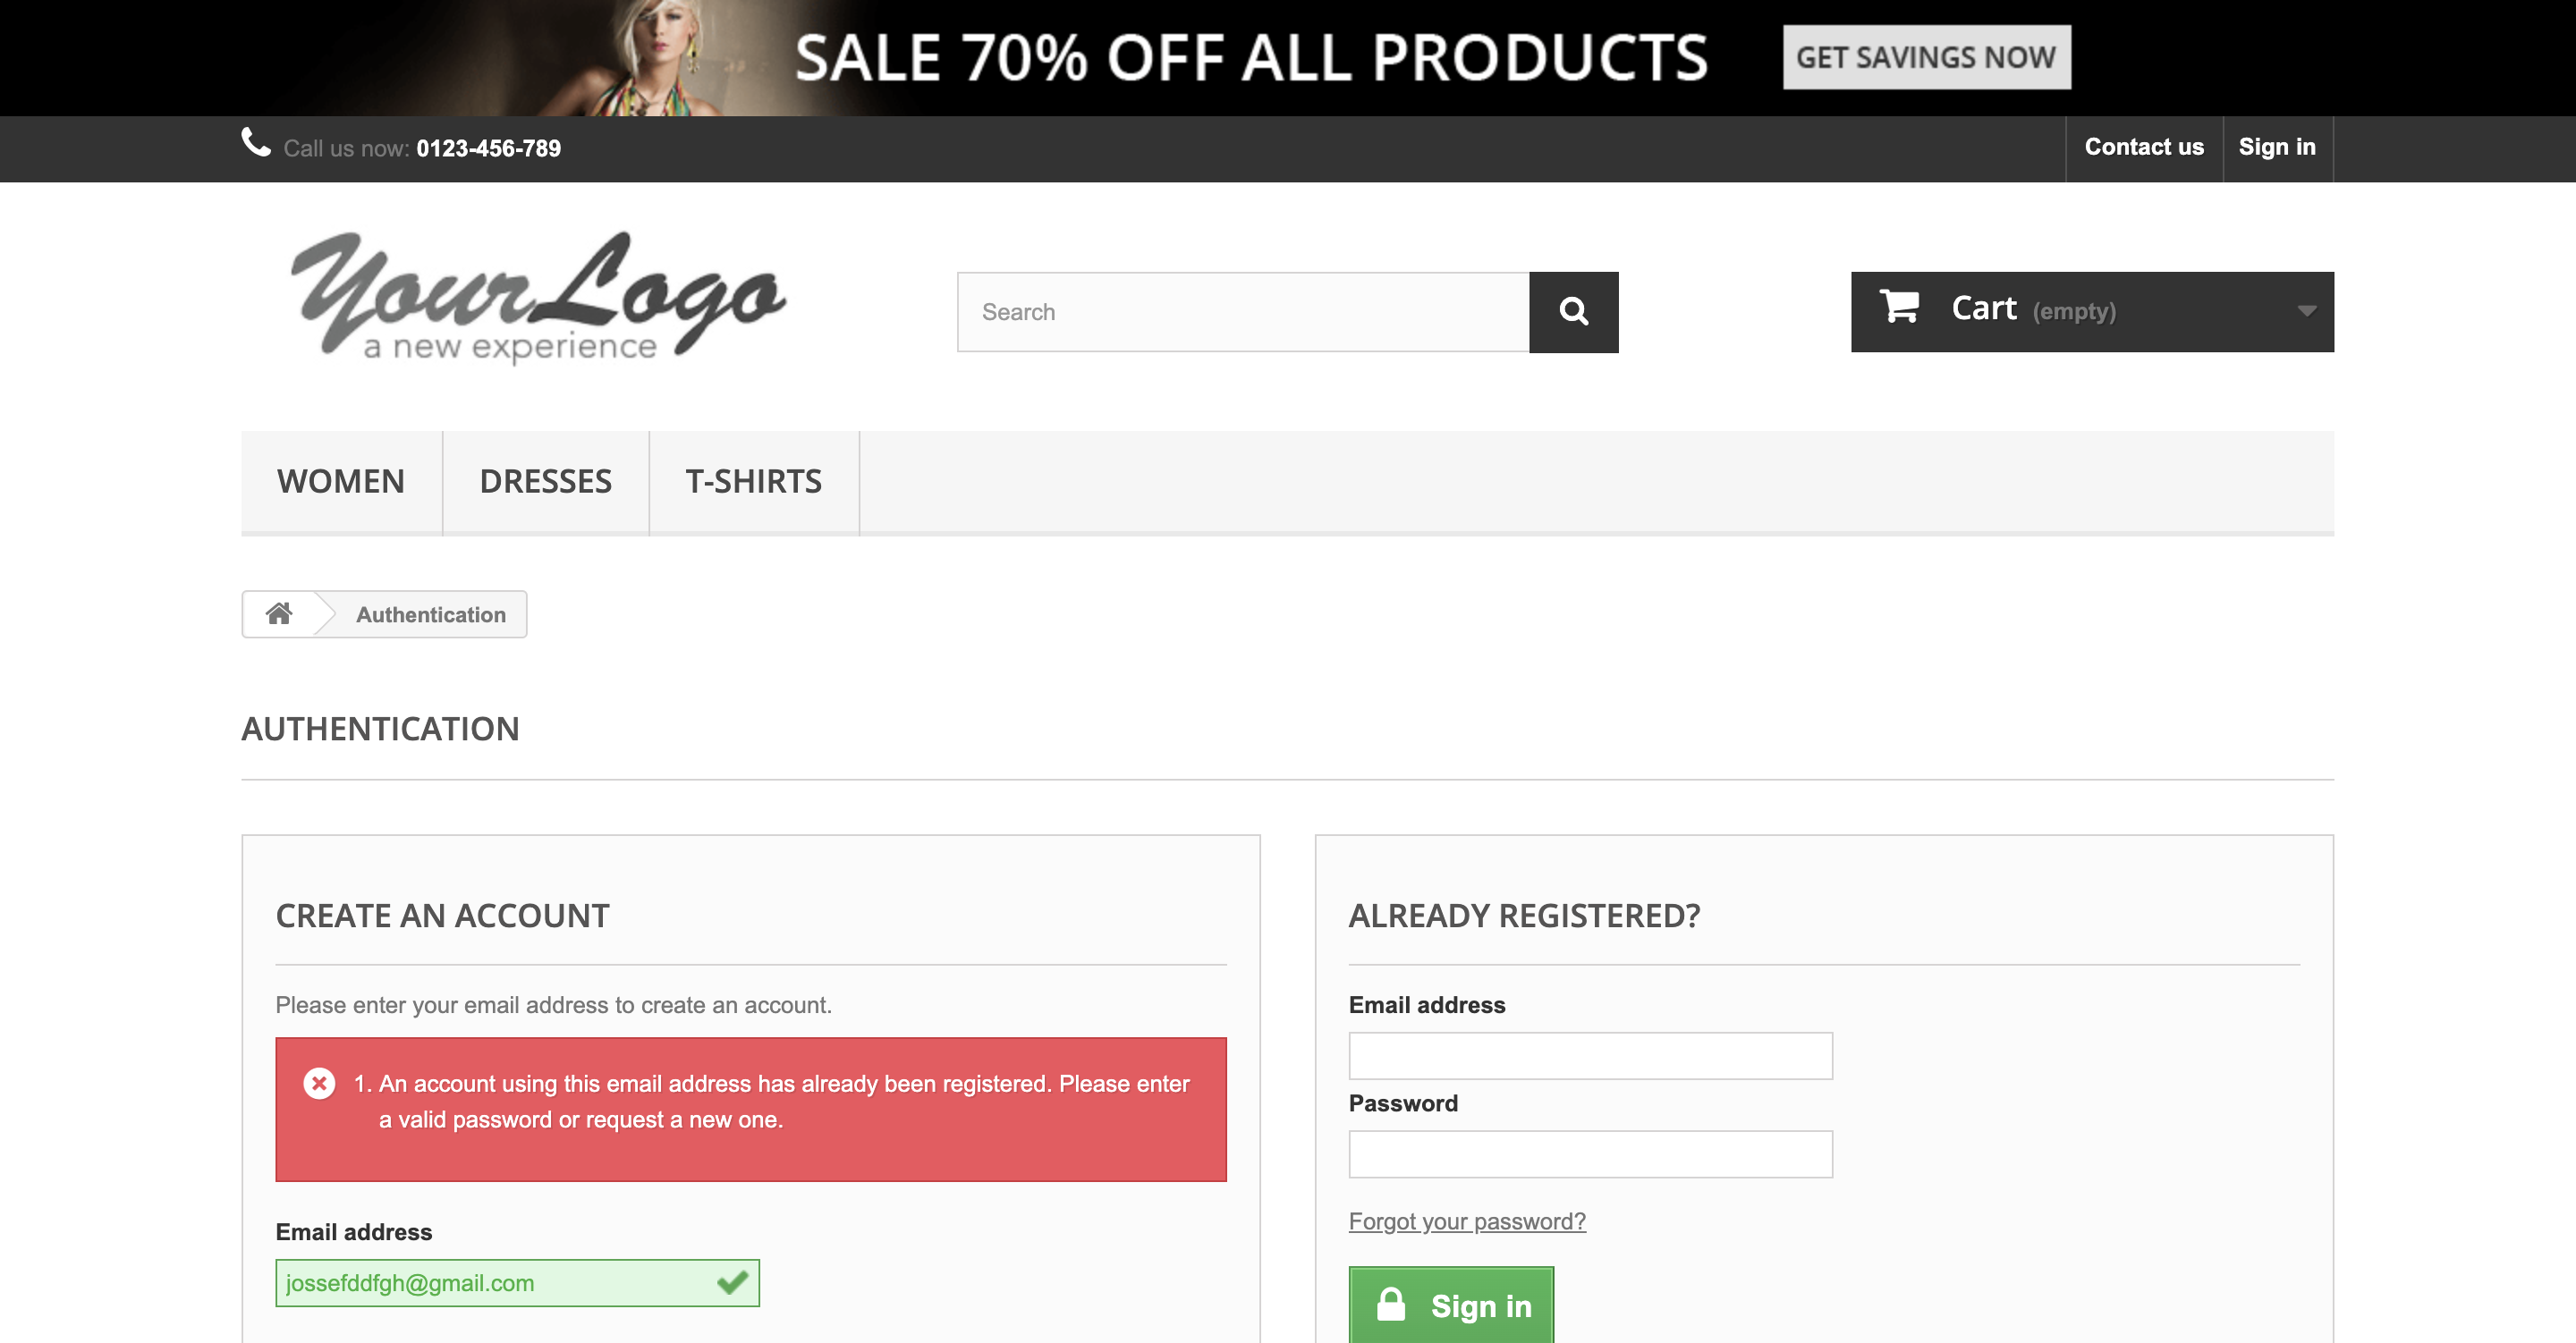 SALE 70% OFF ALL PRODUCTS GET SAVINGS NOW
Call us now: 0123-456-789 Contact us Sign in
Your Logo
a new experience
Search
Cart (empty)
WOMEN DRESSES T-SHIRTS
Authentication
AUTHENTICATION
CREATE AN ACCOUNT
Please enter your email address to create an account.
1. An account using this email address has already been registered. Please enter
a valid password or request a new one.
Email address
jossefddfgh@gmail.com
ALREADY REGISTERED?
Email address
Password
Forgot your password?
Sign in